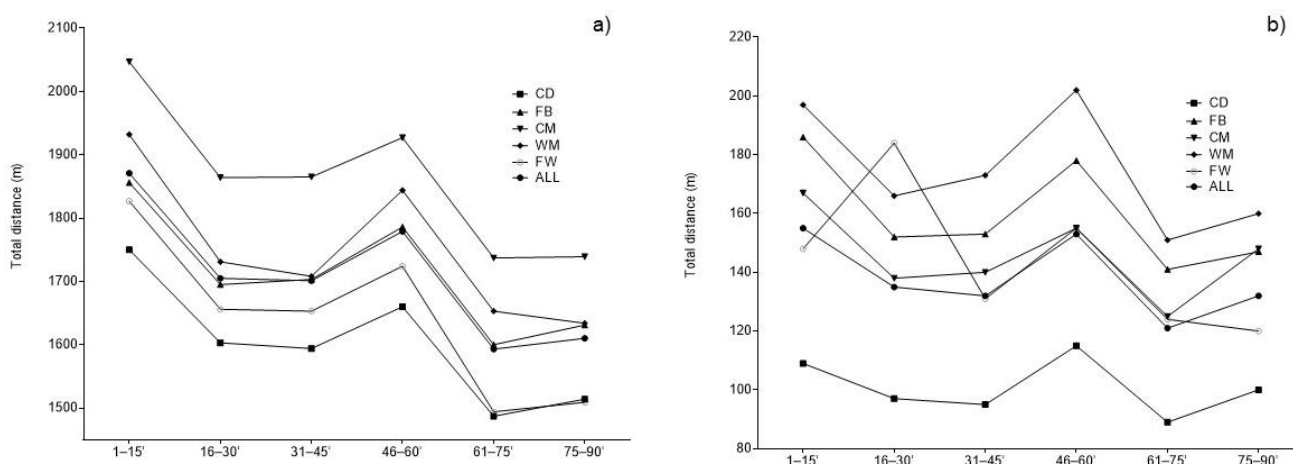 a)
Total distance (m)
2100
2000
1900
1800
1700
1600
1500
CD
FB
CM
WM
FW
ALL
1–15'
16–30'
31–45'
46–60'
61–75'
75–90'
b)
Total distance (m)
220
200
180
160
140
120
100
80
CD
FB
CM
WM
FW
ALL
1–15'
16–30'
31–45'
46–60'
61–75'
75–90'